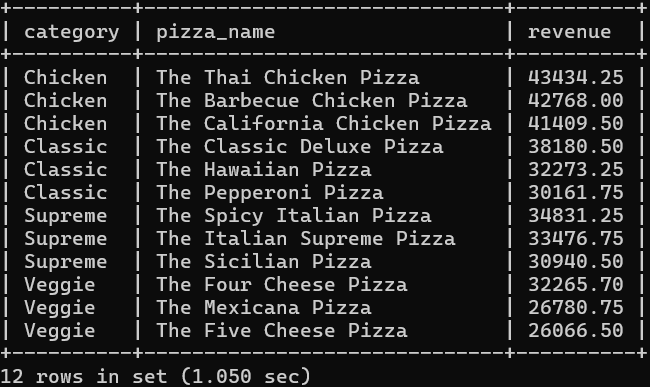 +----------+------------------------------+----------+
| category | pizza_name                   | revenue  |
+----------+------------------------------+----------+
| Chicken  | The Thai Chicken Pizza       | 43434.25 |
| Chicken  | The Barbecue Chicken Pizza   | 42768.00 |
| Chicken  | The California Chicken Pizza | 41409.50 |
| Classic  | The Classic Deluxe Pizza     | 38180.50 |
| Classic  | The Hawaiian Pizza           | 32273.25 |
| Classic  | The Pepperoni Pizza          | 30161.75 |
| Supreme  | The Spicy Italian Pizza      | 34831.25 |
| Supreme  | The Italian Supreme Pizza    | 33476.75 |
| Supreme  | The Sicilian Pizza           | 30940.50 |
| Veggie   | The Four Cheese Pizza        | 32265.70 |
| Veggie   | The Mexicana Pizza           | 26780.75 |
| Veggie   | The Five Cheese Pizza        | 26066.50 |
+----------+------------------------------+----------+
12 rows in set (1.050 sec)